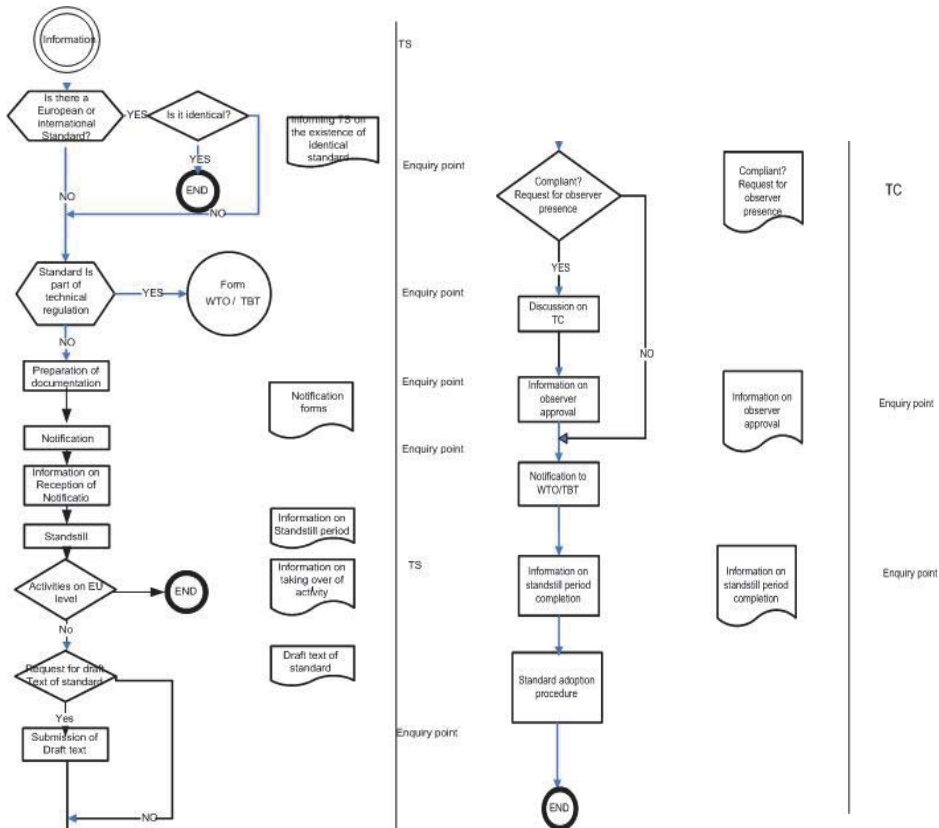 Information
Is there a
European or
international
Standard?
YES
Is it identical?
YES
END
NO
NO
Informing TS on
the existence of
identical
standard
Standard Is
part of
technical
regulation
YES
Form
WTO / TBT
NO
Preparation of
documentation
Notification
forms
Notification
Information on
Reception of
Notificatio
Standstill
Information on
Standstill period
Activities on EU
level
END
Information on
taking over of
activity
No
Request for draft
Text of standard
Draft text of
standard
Yes
Submission of
Draft text
NO
TS
Enquiry point
Enquiry point
Enquiry point
Enquiry point
TS
Enquiry point
Compliant?
Request for observer
presence
YES
Discussion on
TC
NO
Information on
observer
approval
Notification to
WTO/TBT
Information on
standstill period
completion
Standard adoption
procedure
END
Compliant?
Request for
observer
presence
Information on
observer
approval
Information on
standstill period
completion
TC
Enquiry point
Enquiry point